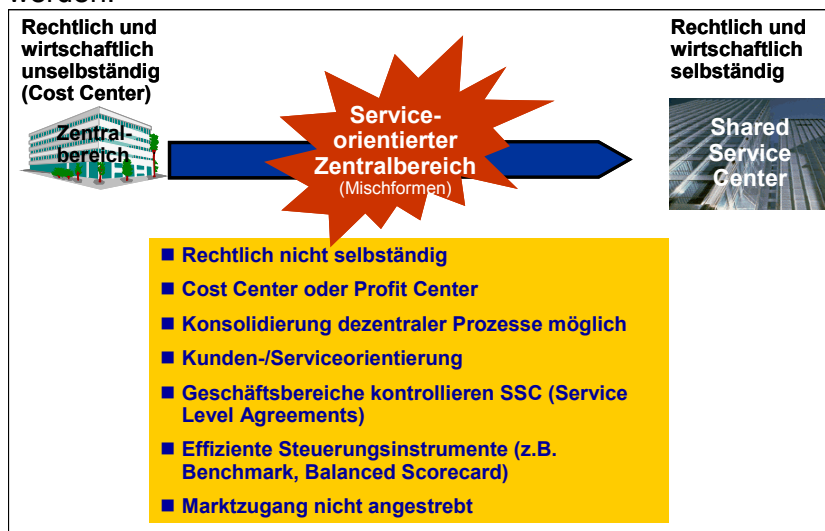 Rechtlich und
wirtschaftlich
unselbständig
(Cost Center)
Zentral-
bereich
Service-
orientierter
Zentralbereich
(Mischformen)
Rechtlich und
wirtschaftlich
selbständig
Shared
Service
Center
Rechtlich nicht selbständig
Cost Center oder Profit Center
Konsolidierung dezentraler Prozesse möglich
Kunden-/Serviceorientierung
Geschäftsbereiche kontrollieren SSC (Service
Level Agreements)
Effiziente Steuerungsinstrumente (z.B.
Benchmark, Balanced Scorecard)
Marktzugang nicht angestrebt